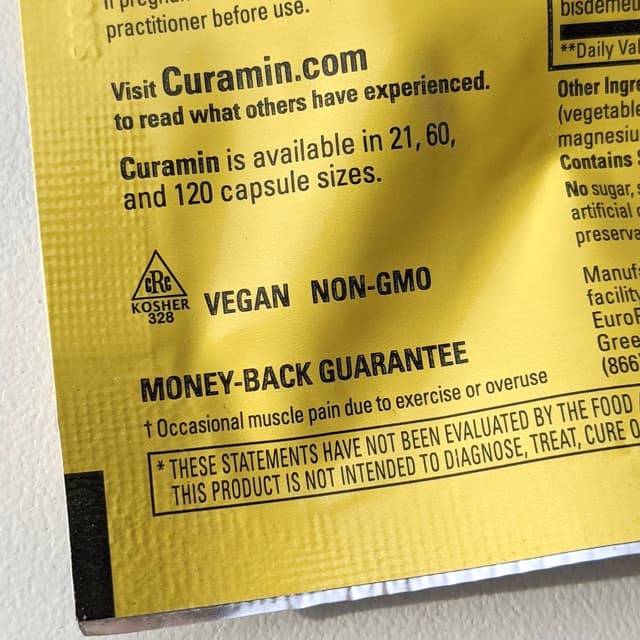 practitioner before use.
Visit Curamin.com
to read what others have experienced.
Curamin is available in 21, 60,
and 120 capsule sizes.
CRC
KOSHER
328
VEGAN NON-GMO
MONEY-BACK GUARANTEE
† Occasional muscle pain due to exercise or overuse
* THESE STATEMENTS HAVE NOT BEEN EVALUATED BY THE FOOD
THIS PRODUCT IS NOT INTENDED TO DIAGNOSE, TREAT, CURE O
**Daily Val
Other Ingre
(vegetable
magnesiu
Contains
No sugar,
artificial
preserva
Manuf
facility
EuroP
Gree
(866